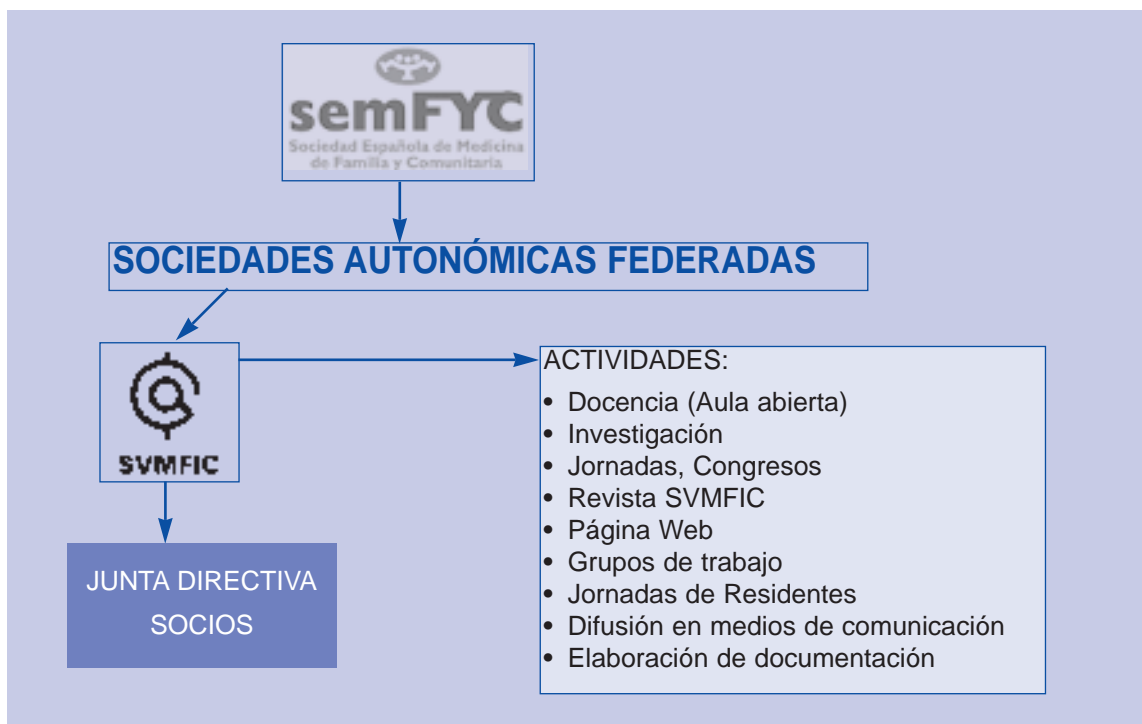 semFYC
Sociedad Española de Medicina
de Familia y Comunitaria
SOCIEDADES AUTONÓMICAS FEDERADAS
SVMFIC
ACTIVIDADES:
• Docencia (Aula abierta)
• Investigación
• Jornadas, Congresos
• Revista SVMFIC
• Página Web
• Grupos de trabajo
• Jornadas de Residentes
• Difusión en medios de comunicación
• Elaboración de documentación
JUNTA DIRECTIVA
SOCIOS